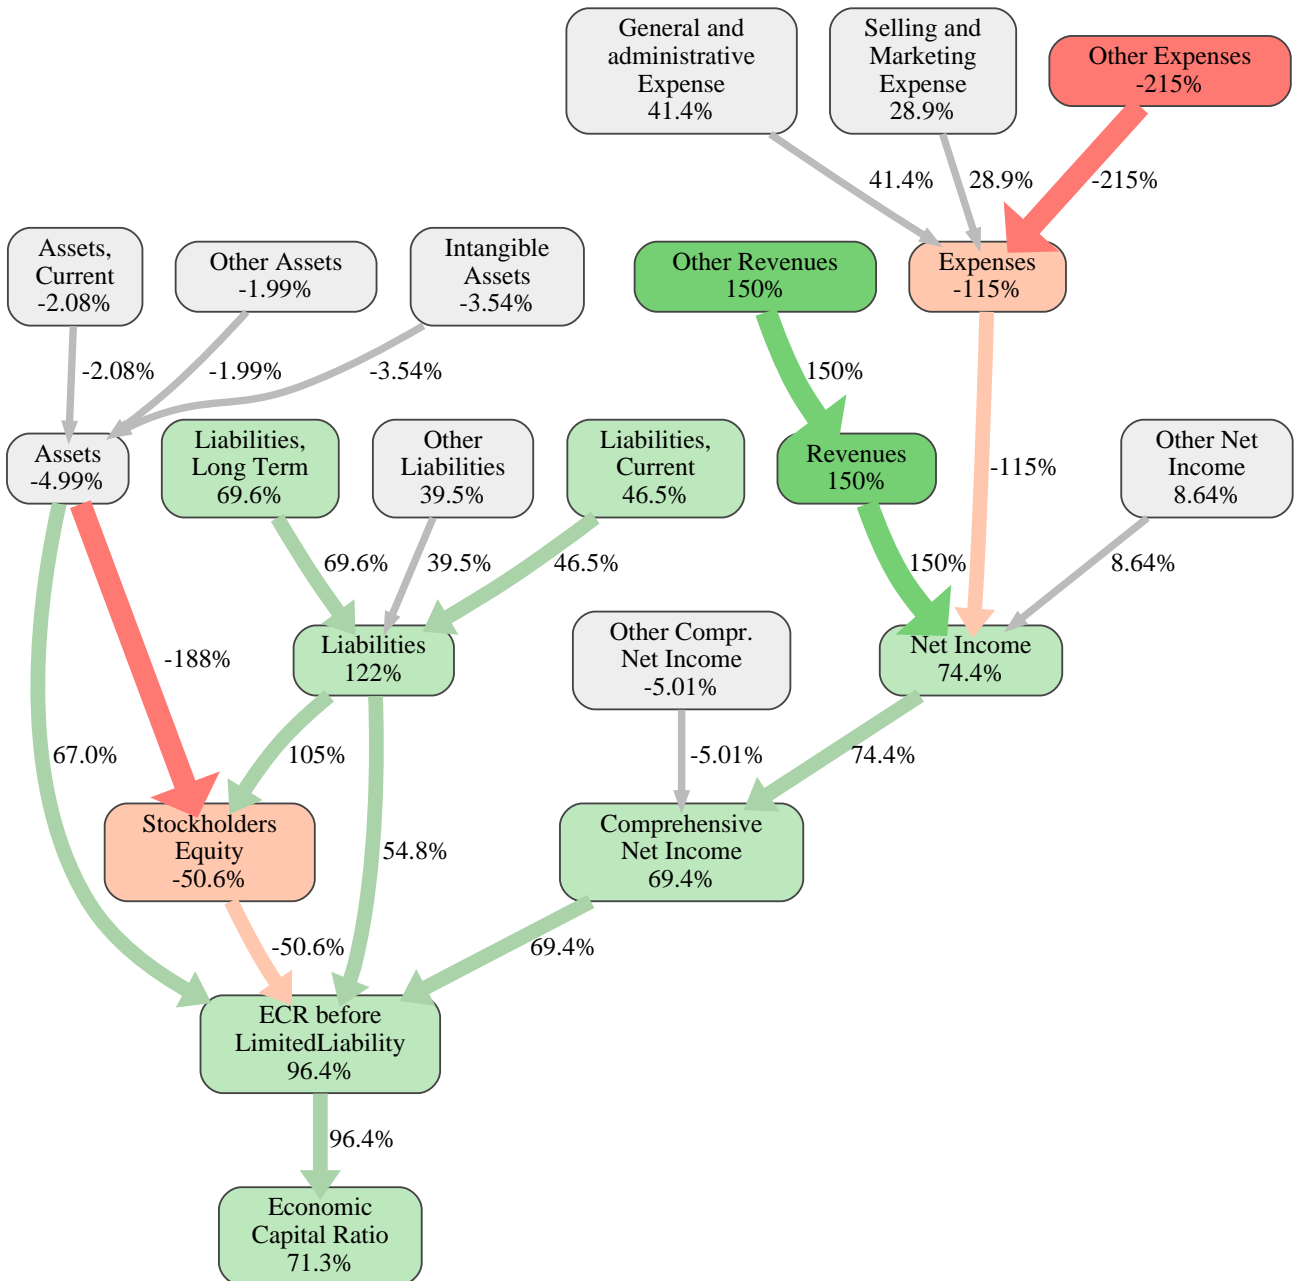 General and
administrative
Expense
41.4%
Selling and
Marketing
Expense
28.9%
Other Expenses
-215%
41.4%
28.9%
-215%
Assets,
Current
-2.08%
Other Assets
-1.99%
Intangible
Assets
-3.54%
Other Revenues
150%
Expenses
-115%
-2.08%
-1.99%
-3.54%
150%
Assets
-4.99%
Liabilities,
Long Term
69.6%
Other
Liabilities
39.5%
Liabilities,
Current
46.5%
Revenues
150%
-115%
Other Net
Income
8.64%
69.6%
39.5%
46.5%
150%
8.64%
Liabilities
122%
Other Compr.
Net Income
-5.01%
Net Income
74.4%
-188%
67.0%
105%
-5.01%
74.4%
Stockholders
Equity
-50.6%
54.8%
Comprehensive
Net Income
69.4%
-50.6%
69.4%
ECR before
LimitedLiability
96.4%
96.4%
Economic
Capital Ratio
71.3%